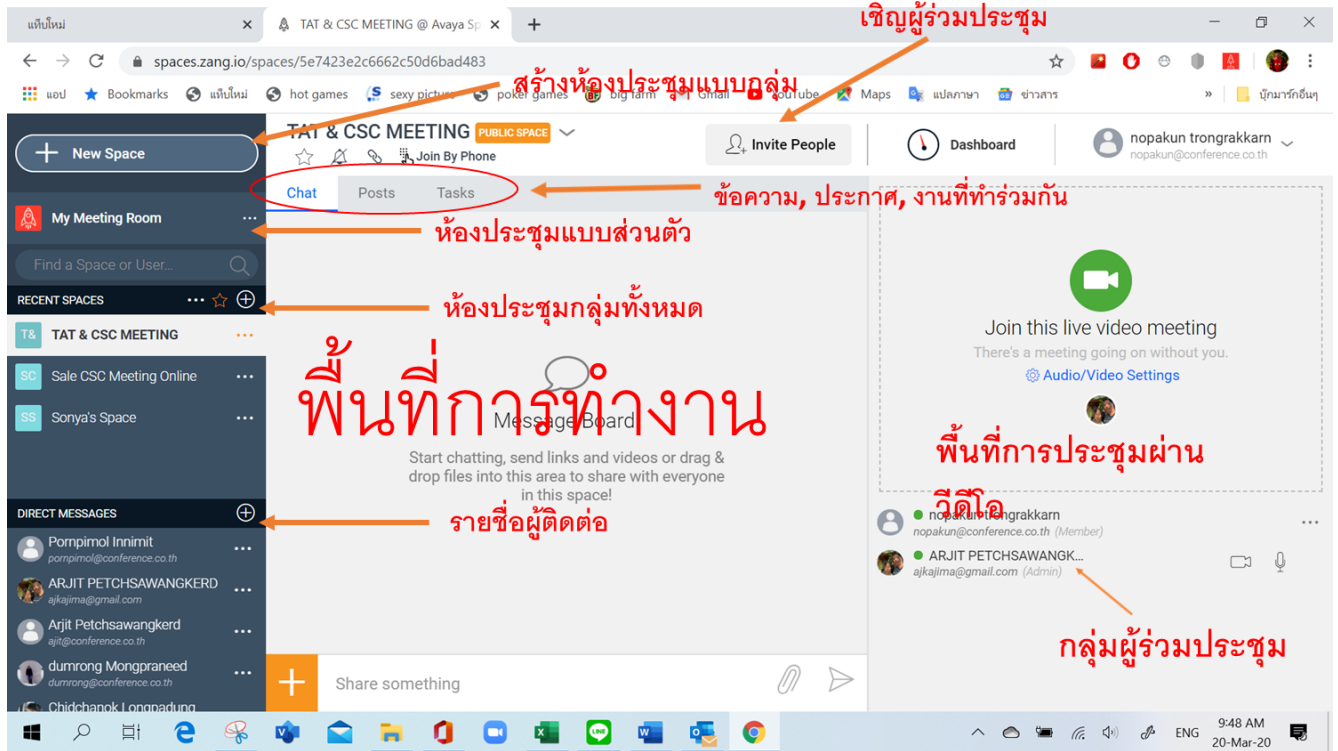 แท็บใหม่
TAT & CSC MEETING @ Avaya Sp
เชิญผู้ร่วมประชุม
spaces.zang.io/spaces/5e7423e2c6662c50d6bad483
สร้างห้องประชุมแบบกลุ่ม
แอป
Bookmarks
แท็บใหม่
hot games
sexy picture
poker games
big farm
Gmail
YouTube
Maps
แปลภาษา
ข่าวสาร
»
บุ๊กมาร์กอื่นๆ
New Space
TAT & CSC MEETING PUBLIC SPACE
Join By Phone
Invite People
Dashboard
nopakun trongrakkarn
nopakun@conference.co.th
Chat Posts Tasks
ข้อความ, ประกาศ, งานที่ทำร่วมกัน
My Meeting Room
ห้องประชุมแบบส่วนตัว
Find a Space or User...
RECENT SPACES
ห้องประชุมกลุ่มทั้งหมด
T& TAT & CSC MEETING
SC Sale CSC Meeting Online
SS Sonya's Space
พื้นที่การทำงาน
Message Board
Start chatting, send links and videos or drag &
drop files into this area to share with everyone
in this space!
Join this live video meeting
There's a meeting going on without you.
Audio/Video Settings
พื้นที่การประชุมผ่าน
วีดีโอ
DIRECT MESSAGES
รายชื่อผู้ติดต่อ
Pornpimol Innimit
pornpimol@conference.co.th
ARJIT PETCHSAWANGKERD
ajkajima@gmail.com
Arjit Petchsawangkerd
ajit@conference.co.th
dumrong Mongpraneed
dumrong@conference.co.th
Chidchanok Longpadung
nopakun trongrakkarn
nopakun@conference.co.th (Member)
ARJIT PETCHSAWANGK...
ajkajima@gmail.com (Admin)
กลุ่มผู้ร่วมประชุม
Share something
LINE
ENG
9:48 AM
20-Mar-20